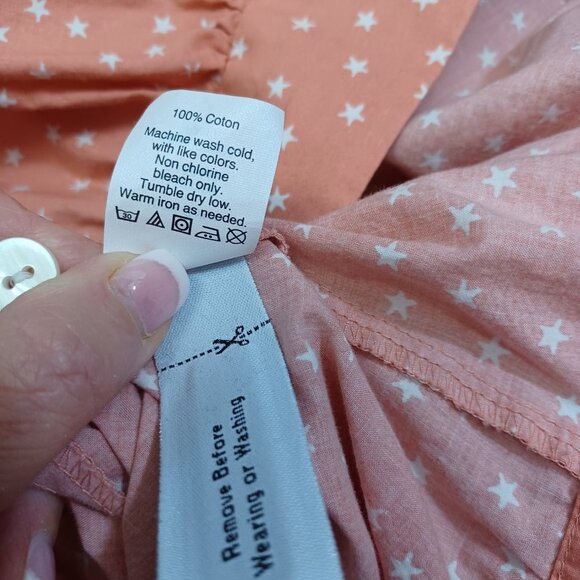 100% Coton
Machine wash cold,
with like colors.
Non chlorine
bleach only.
Tumble dry low.
Warm iron as needed.
30
Remove Before
Wearing or Washing